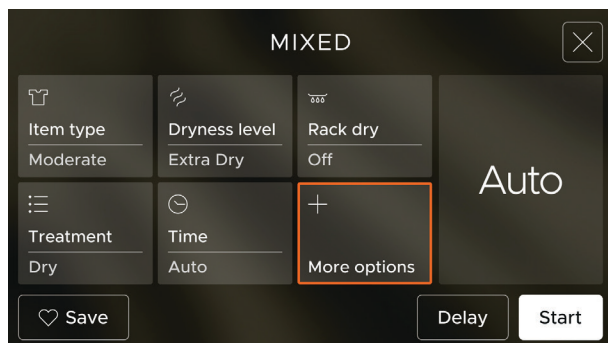 MIXED
Item type
Moderate
Dryness level
Extra Dry
Rack dry
Off
Auto
Treatment
Dry
Time
Auto
More options
Save
Delay
Start